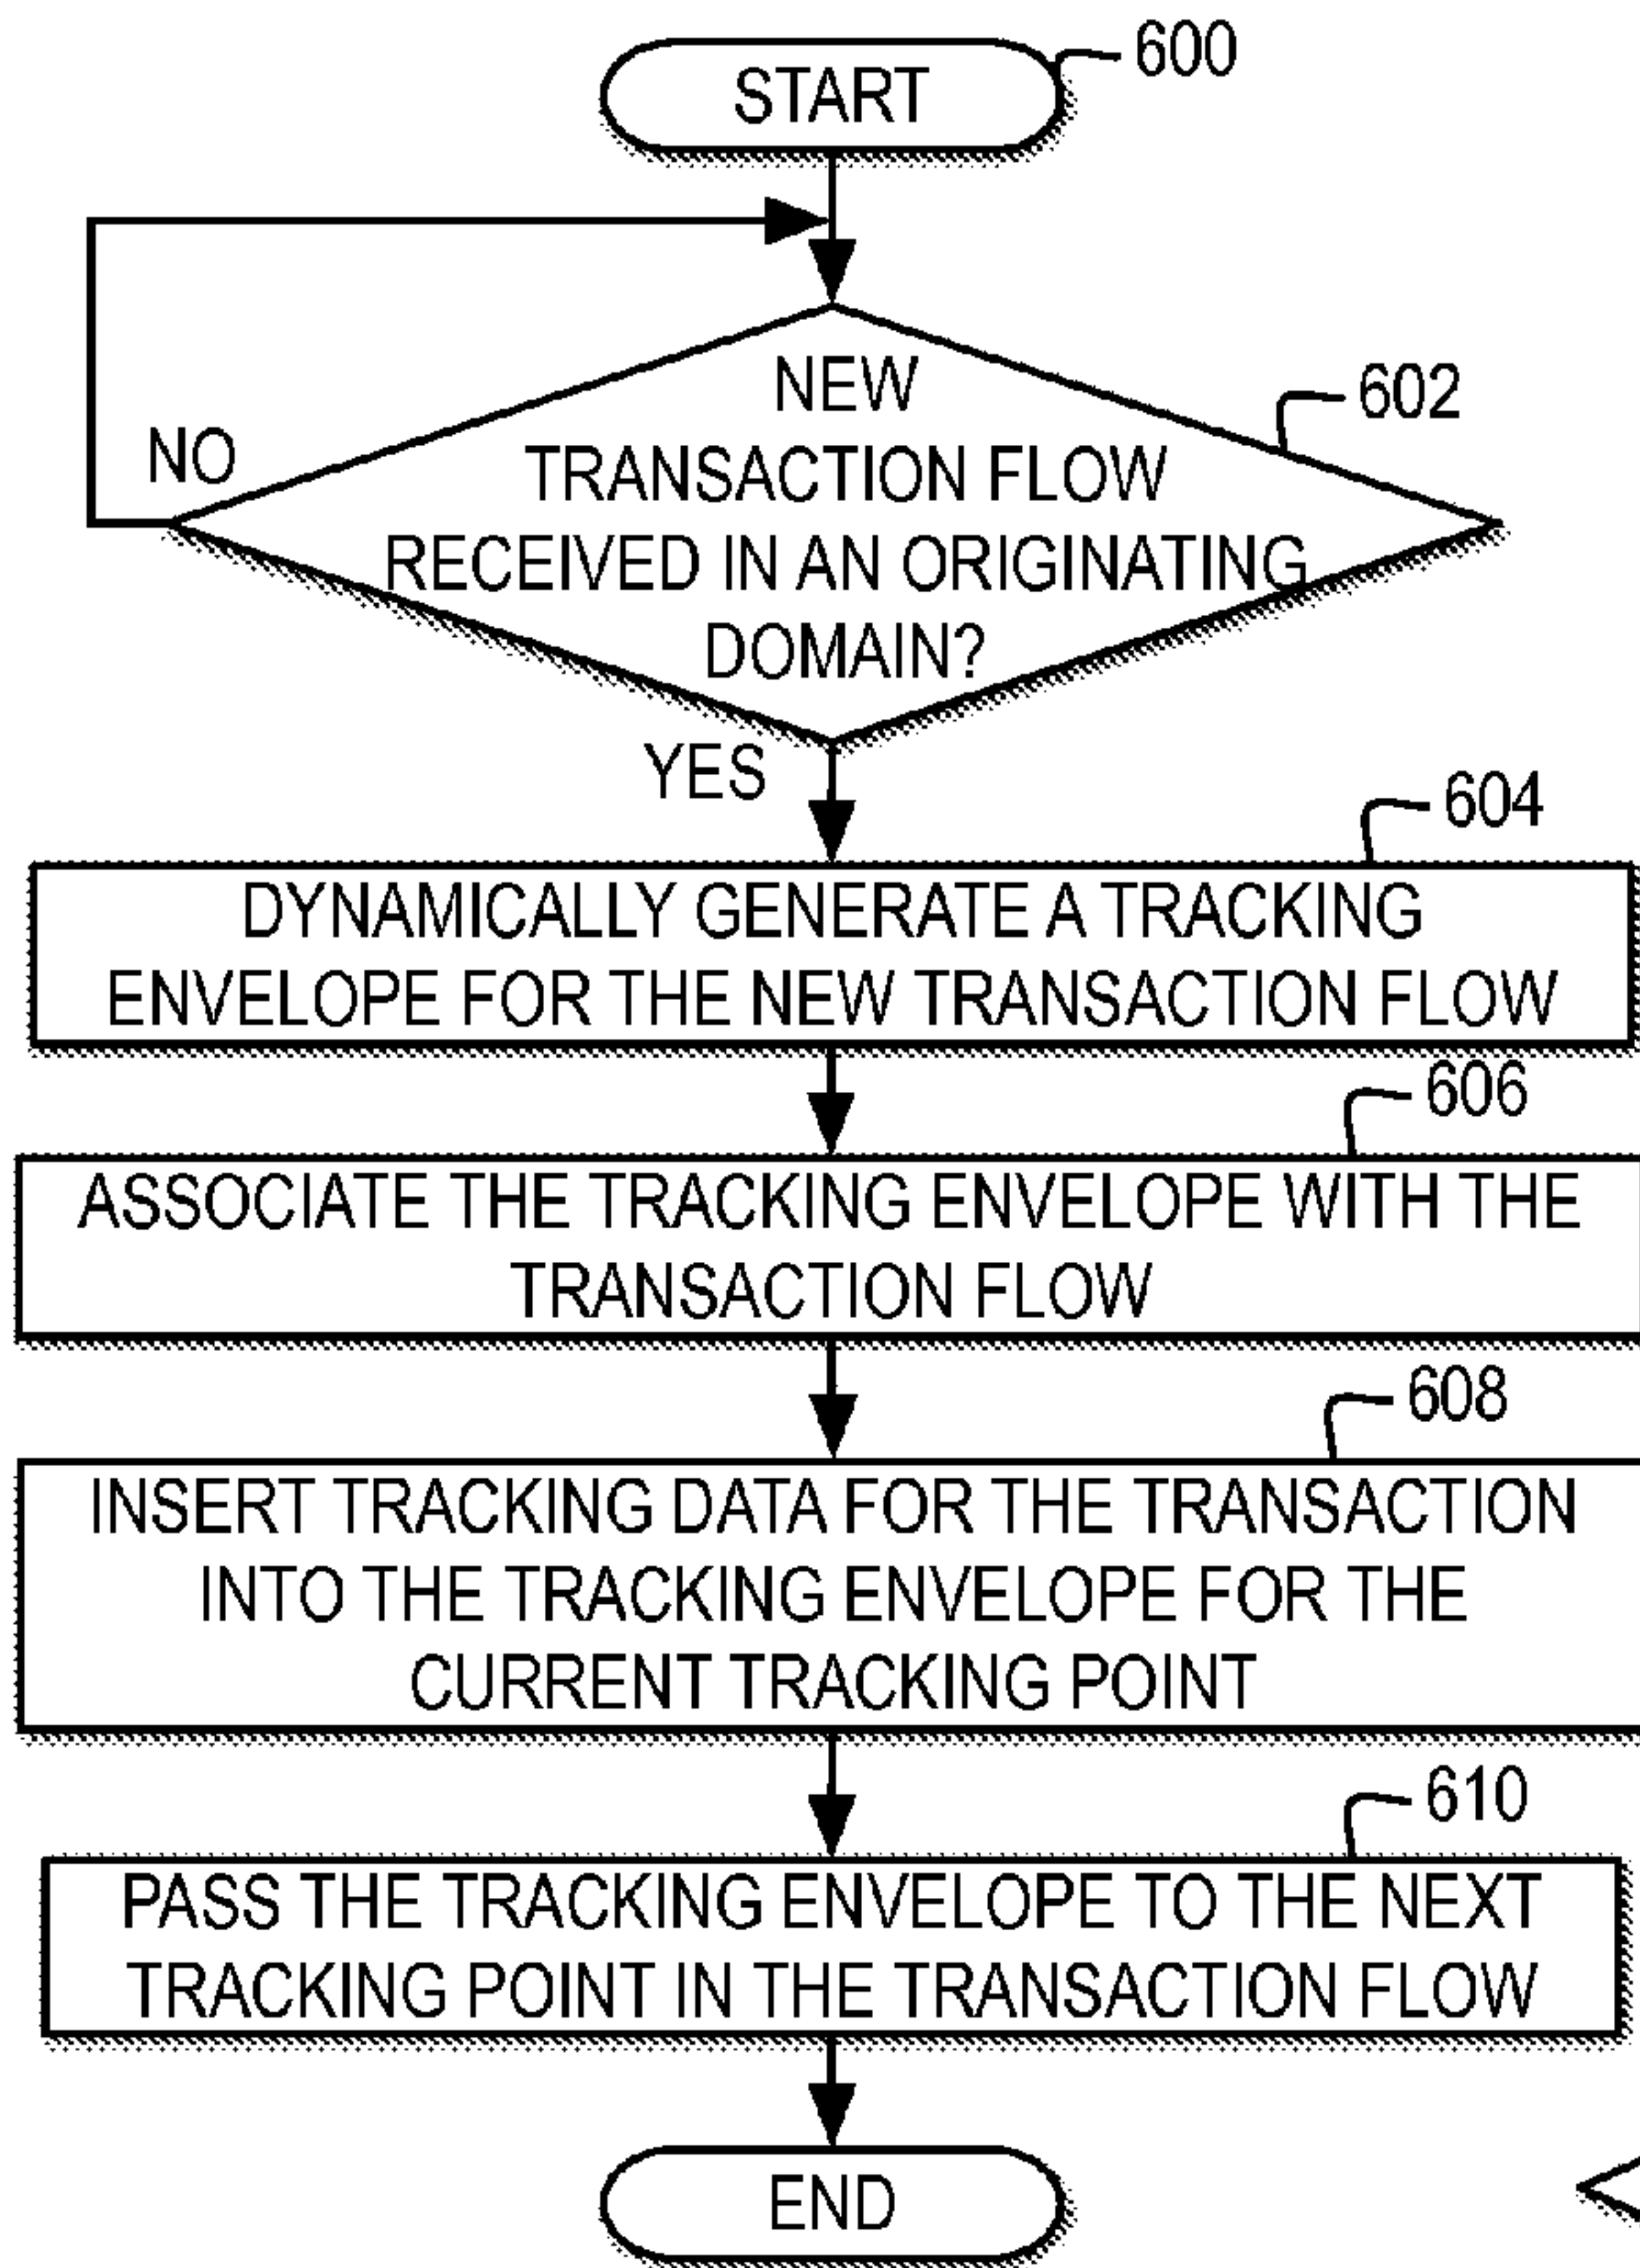 600
START
NEW
602
TRANSACTION FLOW
NO
RECEIVED IN AN ORIGINATING
DOMAIN?
YES
604
DYNAMICALLY GENERATE A TRACKING
ENVELOPE FOR THE NEW TRANSACTION FLOW
606
ASSOCIATE THE TRACKING ENVELOPE WITH THE
TRANSACTION FLOW
608
INSERT TRACKING DATA FOR THE TRANSACTION
INTO THE TRACKING ENVELOPE FOR THE
CURRENT TRACKING POINT
610
PASS THE TRACKING ENVELOPE TO THE NEXT
TRACKING POINT IN THE TRANSACTION FLOW
END